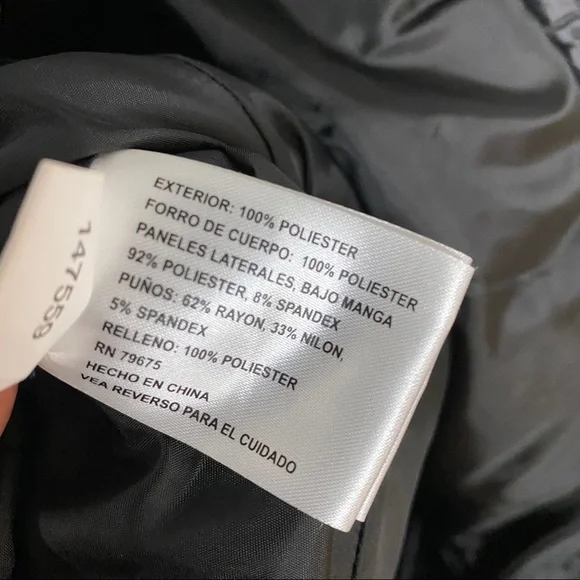 EXTERIOR: 100% POLIESTER
FORRO DE CUERPO: 100% POLIESTER
PANELES LATERALES, BAJO MANGA
92% POLIESTER, 8% SPANDEX
PUÑOS: 62% RAYON, 33% NILON,
5% SPANDEX
RELLENO: 100% POLIESTER
RN 79675
HECHO EN CHINA
VEA REVERSO PARA EL CUIDADO
147559